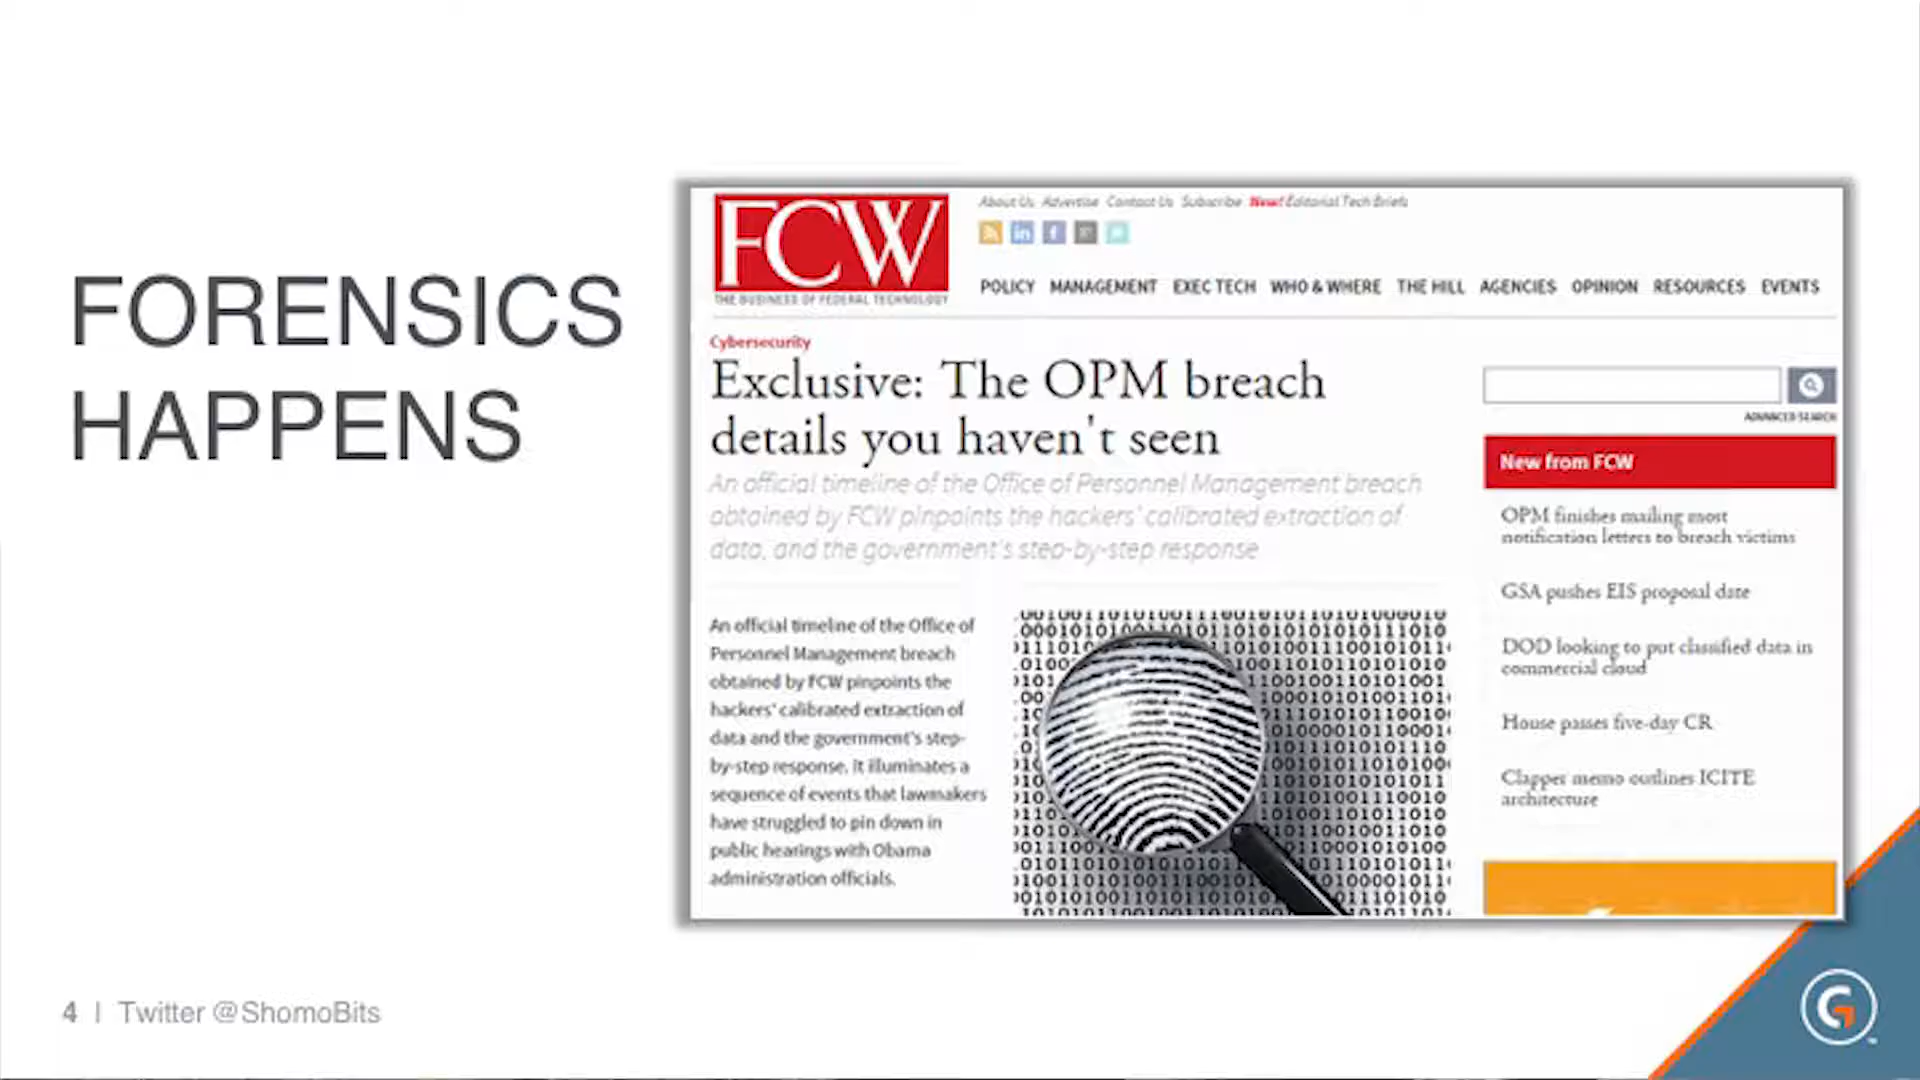 FORENSICS
HAPPENS
FCW
THE BUSINESS OF FEDERAL TECHNOLOGY
About Us Advertise Contact Us Subscribe New! Editorial Tech Briefs
POLICY MANAGEMENT EXEC TECH WHO & WHERE THE HILL AGENCIES OPINION RESOURCES EVENTS
Cybersecurity
Exclusive: The OPM breach
details you haven't seen
An official timeline of the Office of Personnel Management breach
obtained by FCW pinpoints the hackers' calibrated extraction of
data, and the government's step-by-step response
An official timeline of the Office of
Personnel Management breach
obtained by FCW pinpoints the
hackers' calibrated extraction of
data and the government's step-
by-step response. It illuminates a
sequence of events that lawmakers
have struggled to pin down in
public hearings with Obama
administration officials.
ADVANCED SEARCH
New from FCW
OPM finishes mailing most
notification letters to breach victims
GSA pushes EIS proposal date
DOD looking to put classified data in
commercial cloud
House passes five-day CR
Clapper memo outlines ICITE
architecture
4 | Twitter @ShomoBits